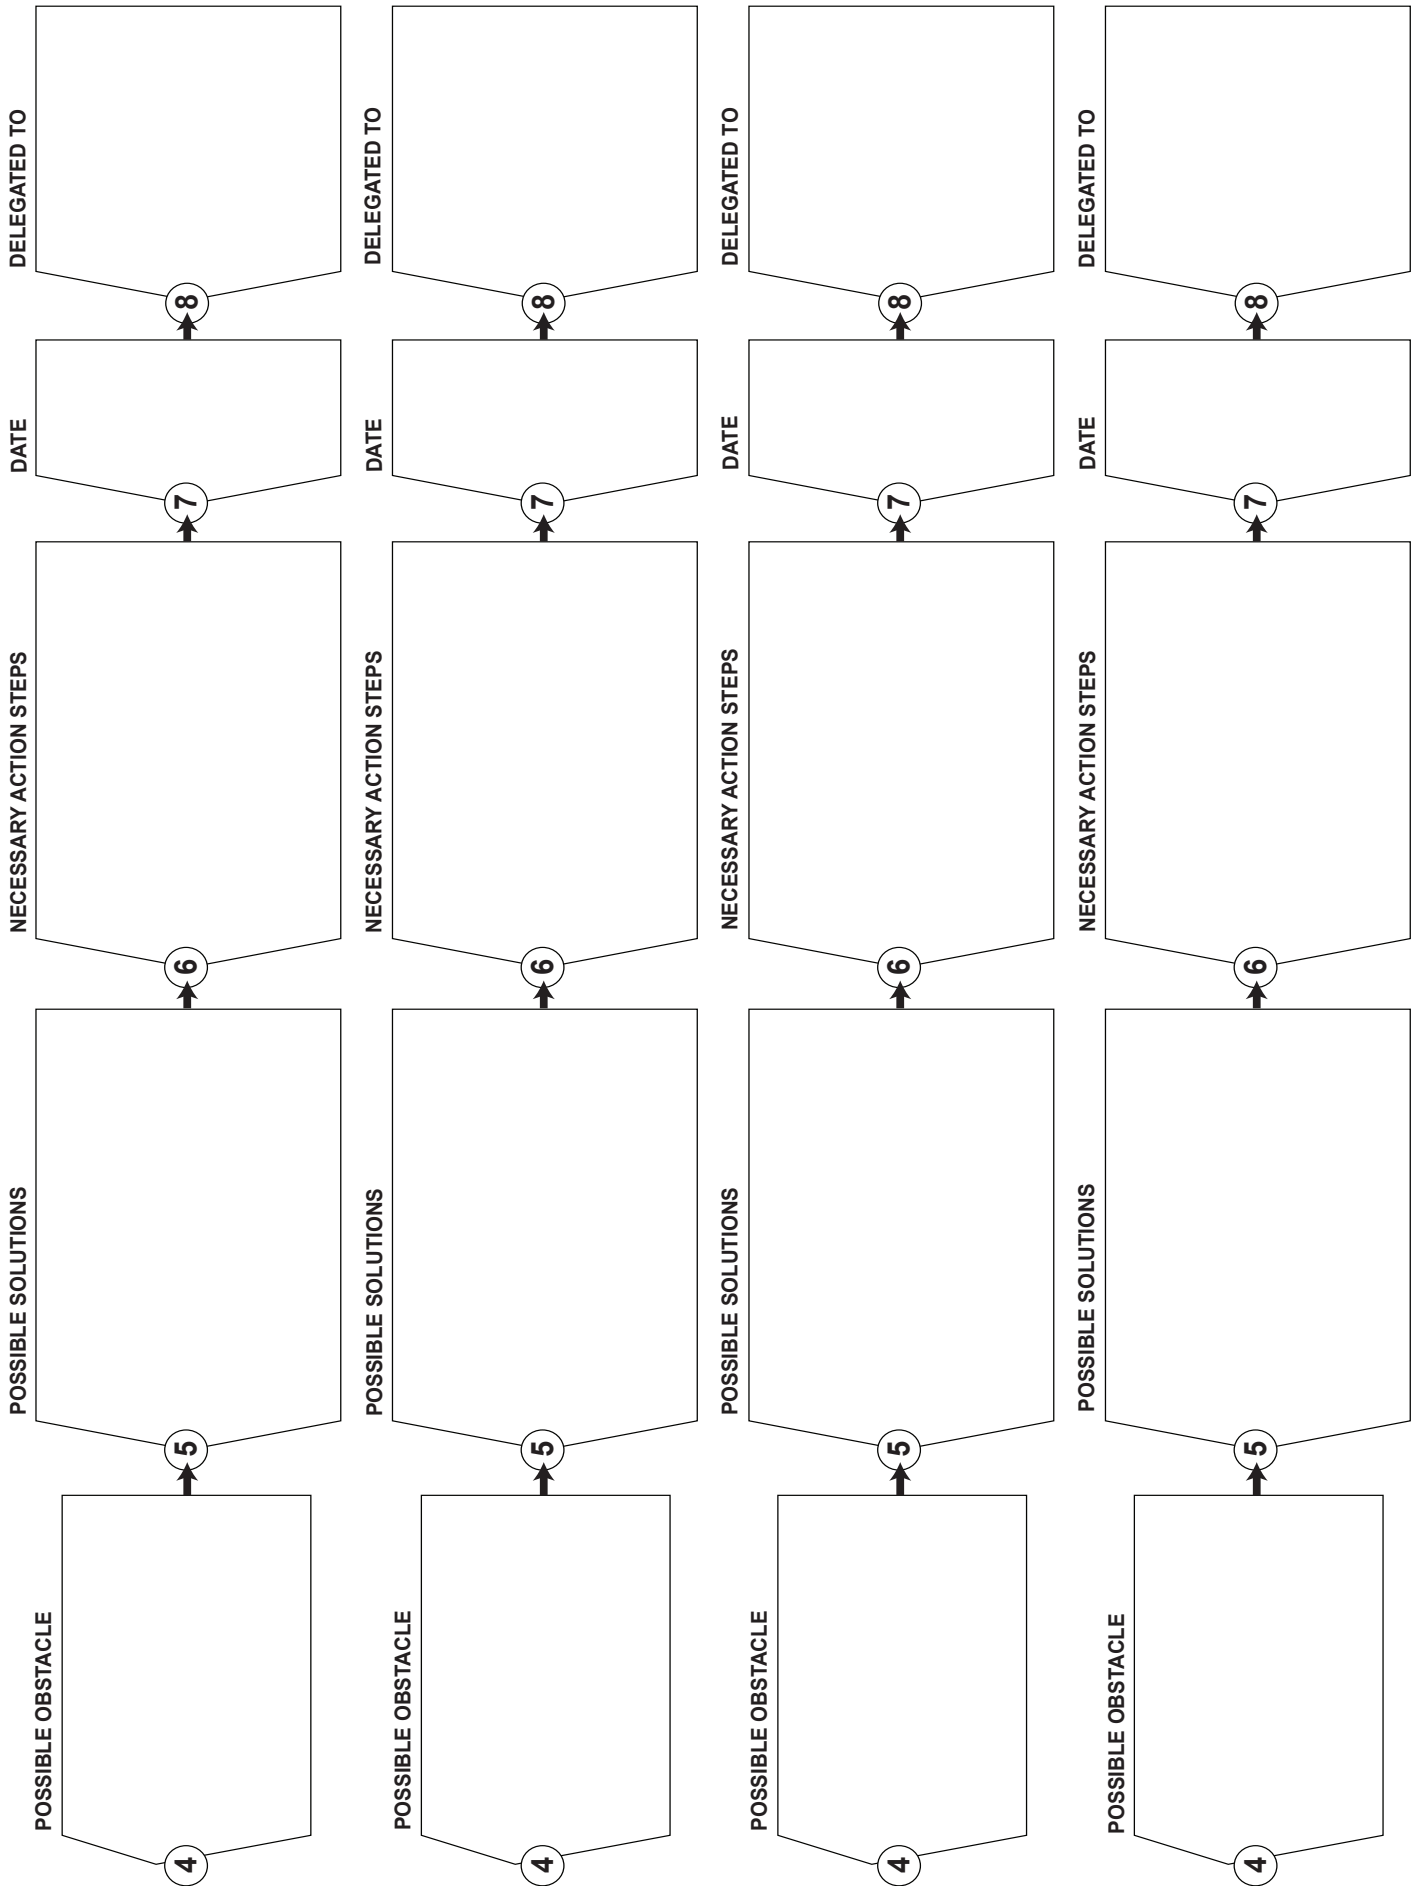 POSSIBLE OBSTACLE
POSSIBLE SOLUTIONS
NECESSARY ACTION STEPS
DATE
DELEGATED TO
4
5
6
7
8
POSSIBLE OBSTACLE
POSSIBLE SOLUTIONS
NECESSARY ACTION STEPS
DATE
DELEGATED TO
4
5
6
7
8
POSSIBLE OBSTACLE
POSSIBLE SOLUTIONS
NECESSARY ACTION STEPS
DATE
DELEGATED TO
4
5
6
7
8
POSSIBLE OBSTACLE
POSSIBLE SOLUTIONS
NECESSARY ACTION STEPS
DATE
DELEGATED TO
4
5
6
7
8